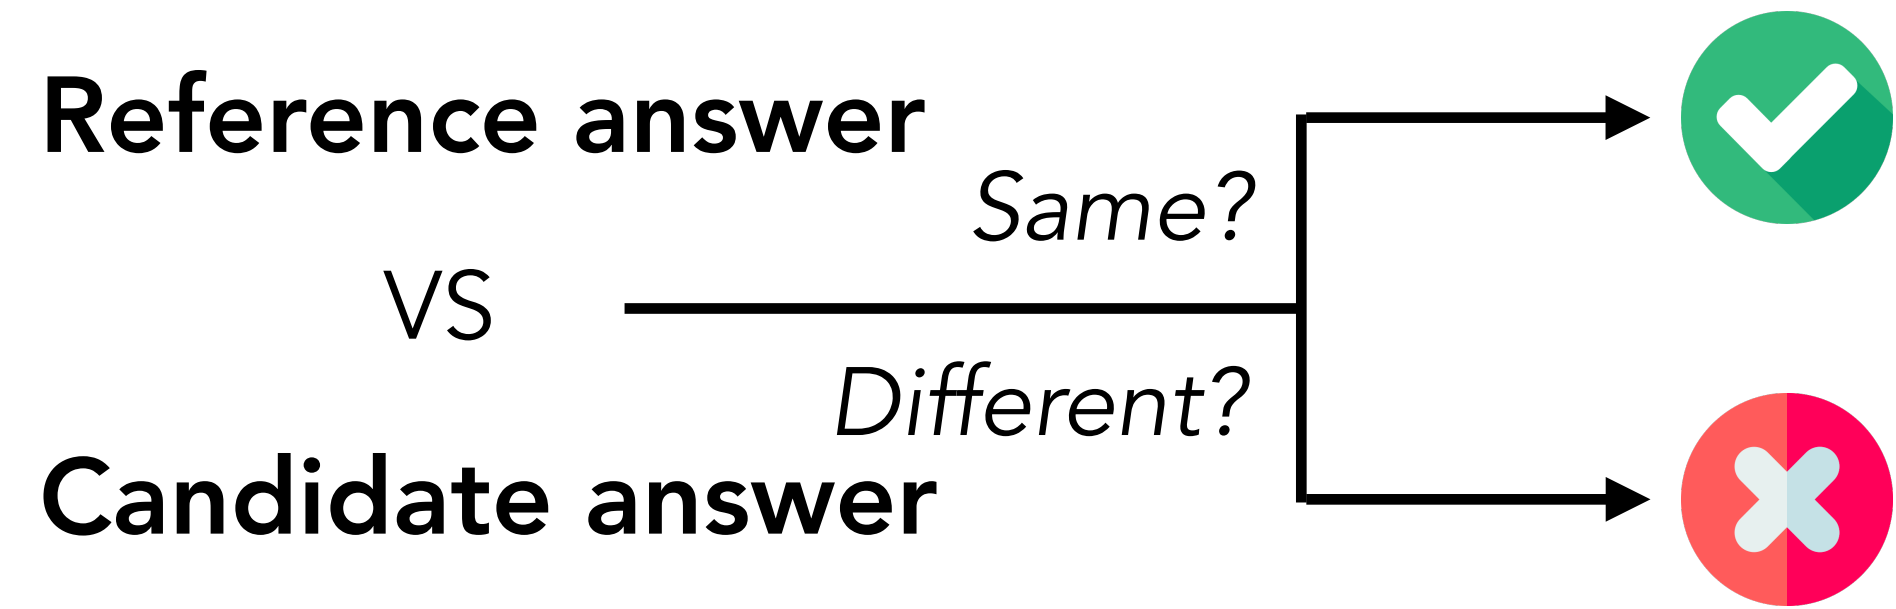 Reference answer
Same?
VS
Different?
Candidate answer